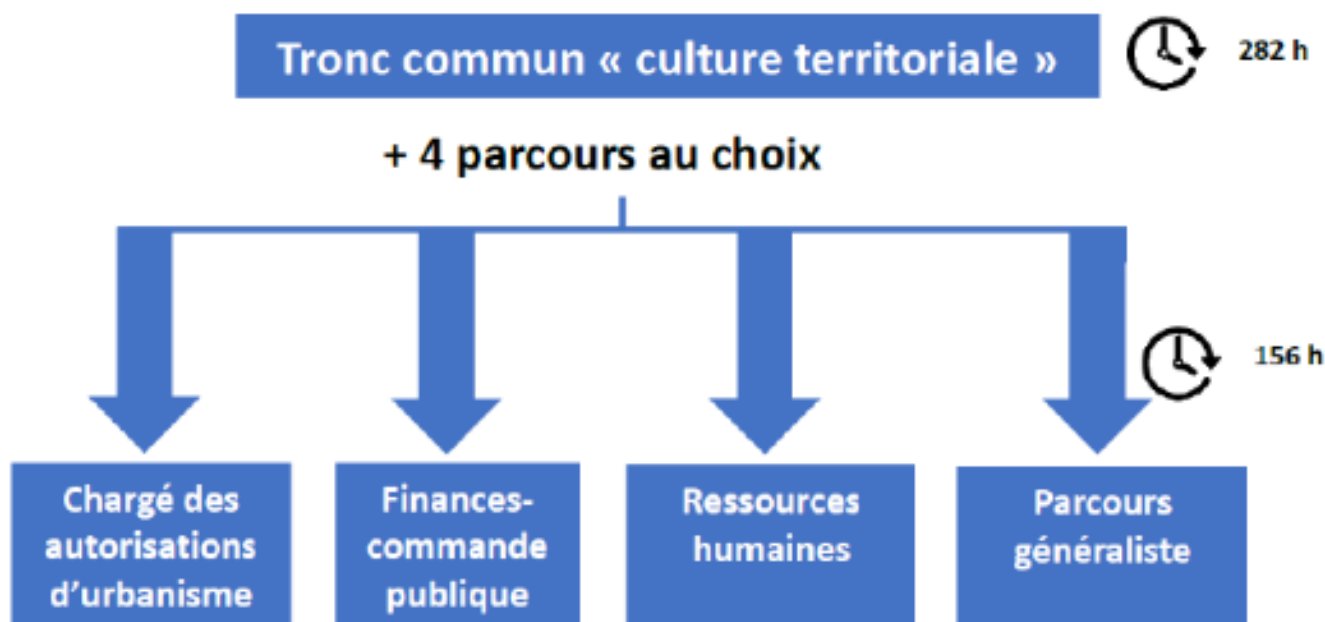 Tronc commun « culture territoriale »
282 h
+ 4 parcours au choix
156 h
Chargé des
autorisations
d'urbanisme
Finances-
commande
publique
Ressources
humaines
Parcours
généraliste